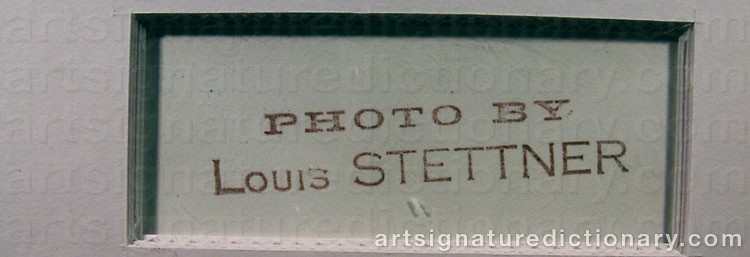 PHOTO BY
LOUIS STETTNER
artsignaturedictionary.com